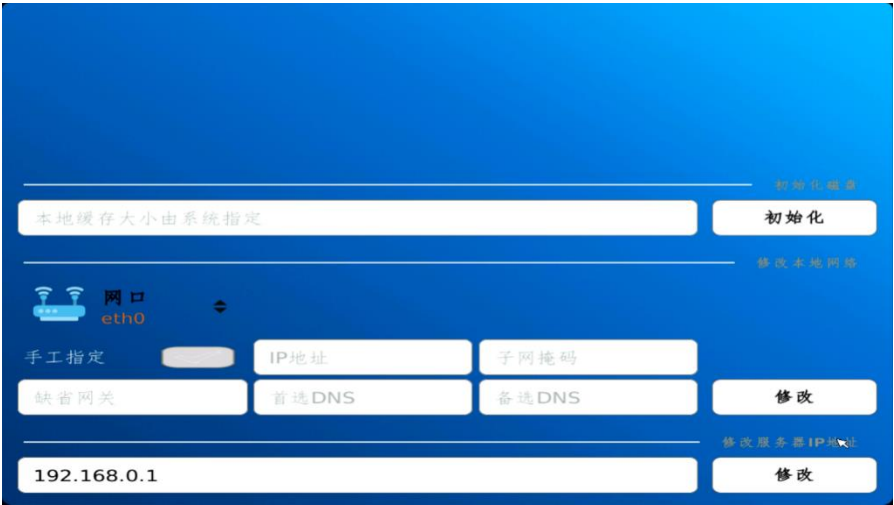 初始化磁盘
本地缓存大小由系统指定
初始化
修改本地网络
网口
eth0
手工指定
IP地址
子网掩码
缺省网关
首选DNS
备选DNS
修改
修改服务器IP地址
192.168.0.1
修改